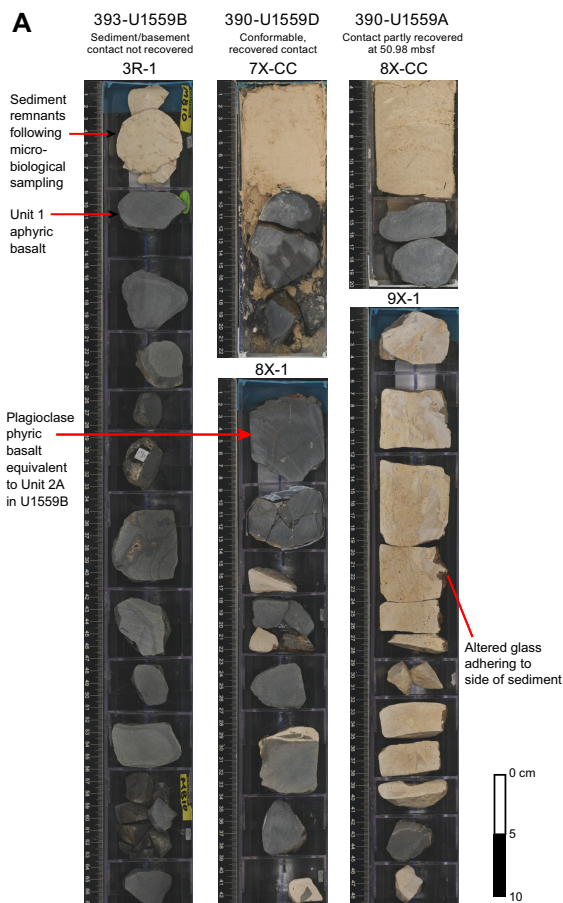 A
393-U1559B
Sediment/basement
contact not recovered
3R-1
390-U1559D
Conformable,
recovered contact
7X-CC
390-U1559A
Contact partly recovered
at 50.98 mbsf
8X-CC
Sediment
remnants
following
micro-
biological
sampling
Unit 1
aphyric
basalt
9X-1
8X-1
Plagioclase
phyric
basalt
equivalent
to Unit 2A
in U1559B
Altered glass
adhering to
side of sediment
0 cm
5
10